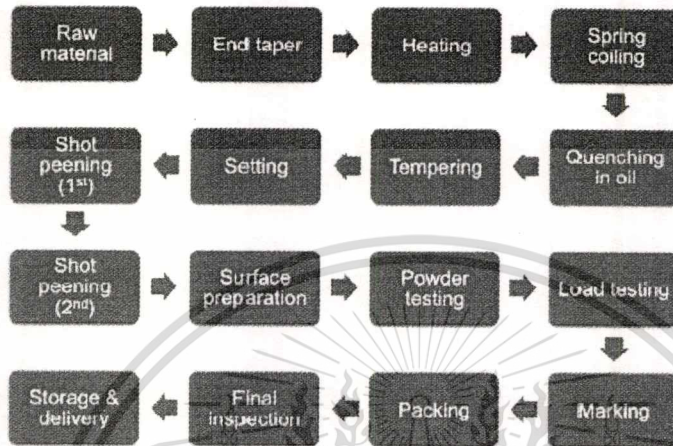 Raw
material
End taper
Heating
Spring
coiling
Shot
peening
(1st)
Setting
Tempering
Quenching
in oil
Shot
peening
(2nd)
Surface
preparation
Powder
testing
Load testing
Storage &
delivery
Final
inspection
Packing
Marking